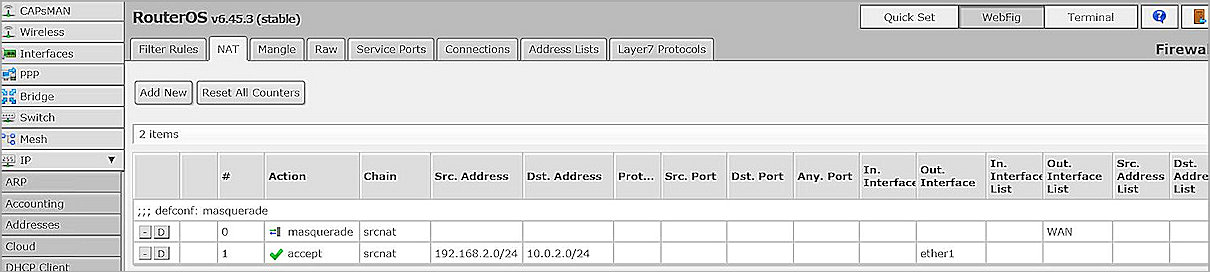 CAPsMAN
Wireless
Interfaces
PPP
Bridge
Switch
Mesh
IP ▼
ARP
Accounting
Addresses
Cloud
DHCP Client
RouterOS v6.45.3 (stable)
Quick Set WebFig Terminal
Filter Rules NAT Mangle Raw Service Ports Connections Address Lists Layer7 Protocols
Firewal
Add New Reset All Counters
2 items
# Action Chain Src. Address Dst. Address Prot... Src. Port Dst. Port Any. Port In. Interface Out. Interface In. Interface List Out. Interface List Src. Address List Dst. Addre List
;;; defconf: masquerade
- D 0 masquerade srcnat WAN
- D 1 accept srcnat 192.168.2.0/24 10.0.2.0/24 ether1